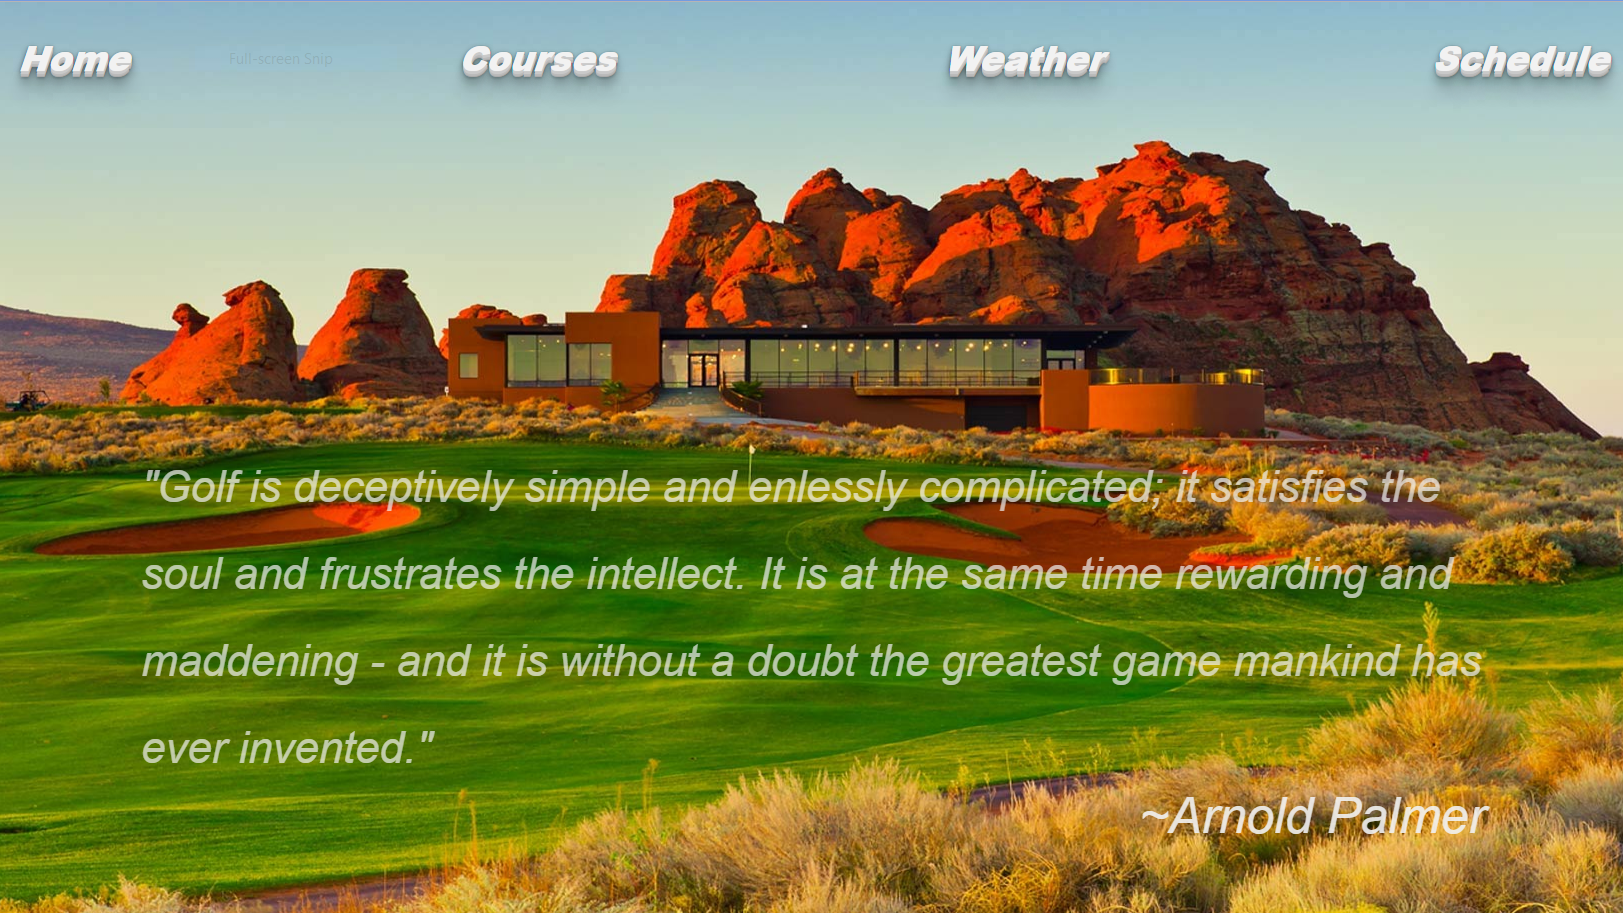 Home Full-screen Snip Courses Weather Schedule
"Golf is deceptively simple and enlessly complicated; it satisfies the
soul and frustrates the intellect. It is at the same time rewarding and
maddening - and it is without a doubt the greatest game mankind has
ever invented."
~Arnold Palmer